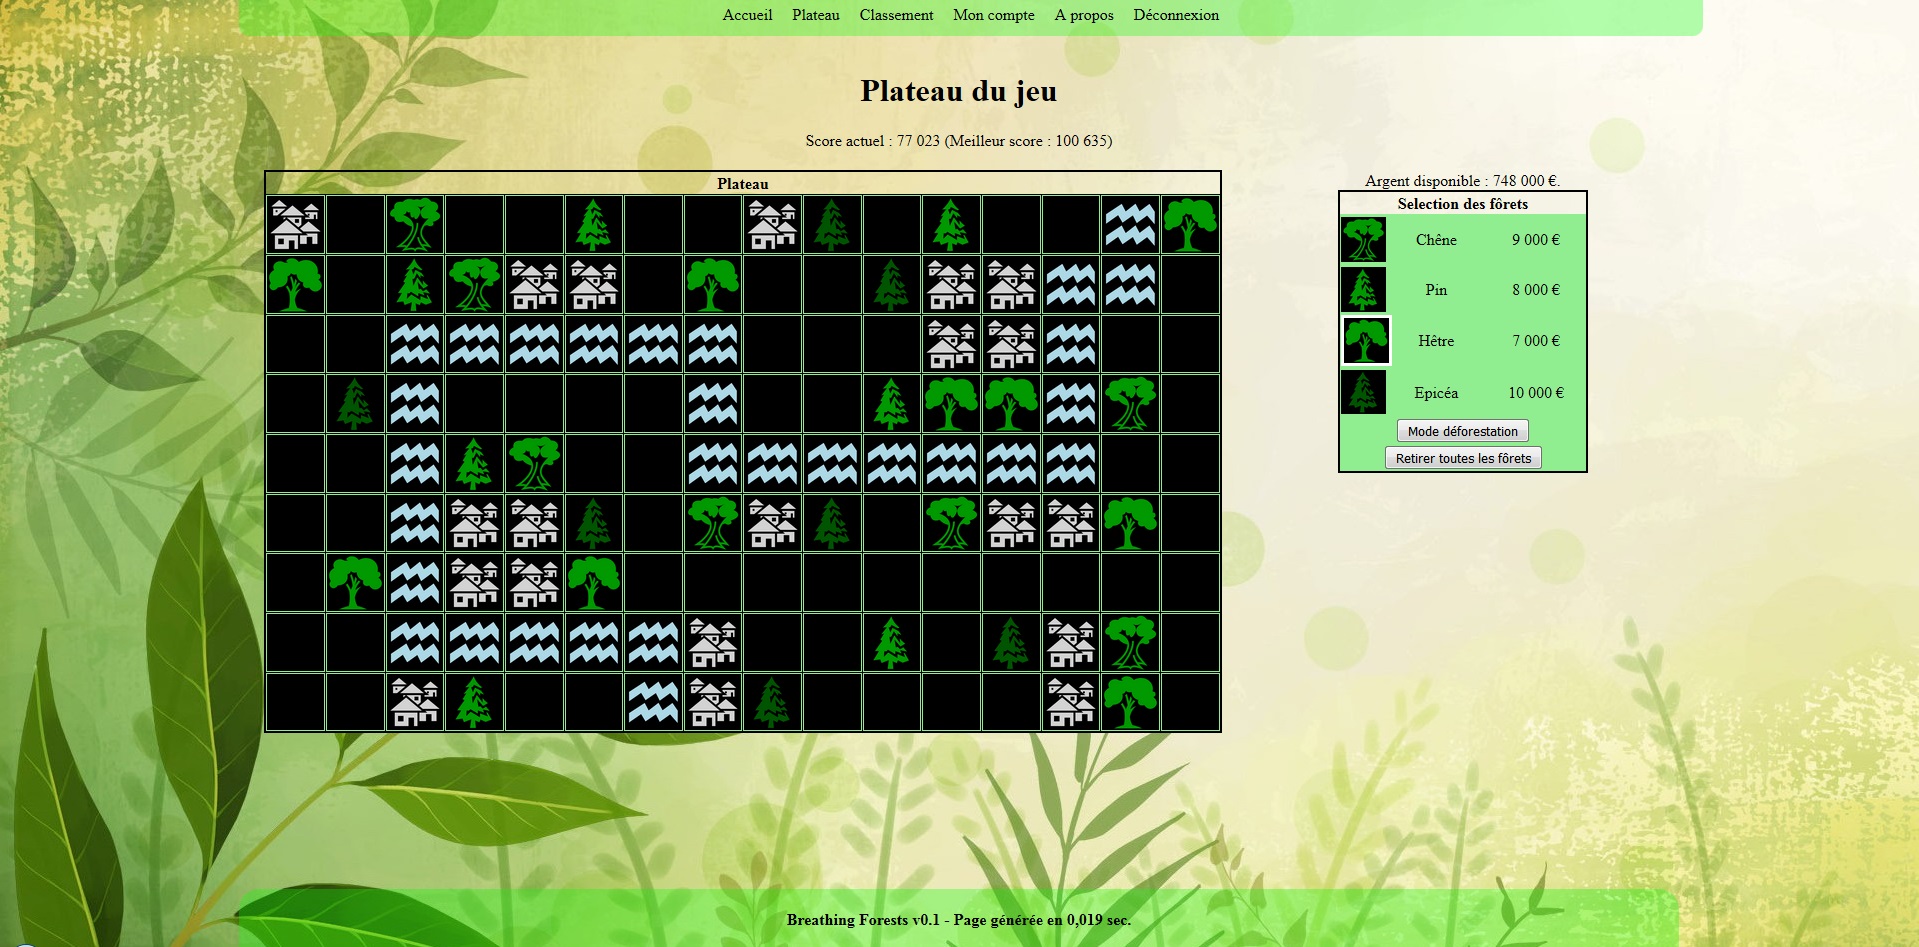 Accueil Plateau Classement Mon compte A propos Déconnexion
Plateau du jeu
Score actuel : 77 023 (Meilleur score : 100 635)
Plateau
Argent disponible : 748 000 €.
Selection des fôrets
Chêne 9 000 €
Pin 8 000 €
Hêtre 7 000 €
Epicéa 10 000 €
Mode déforestation
Retirer toutes les fôrets
Breathing Forests v0.1 - Page générée en 0,019 sec.